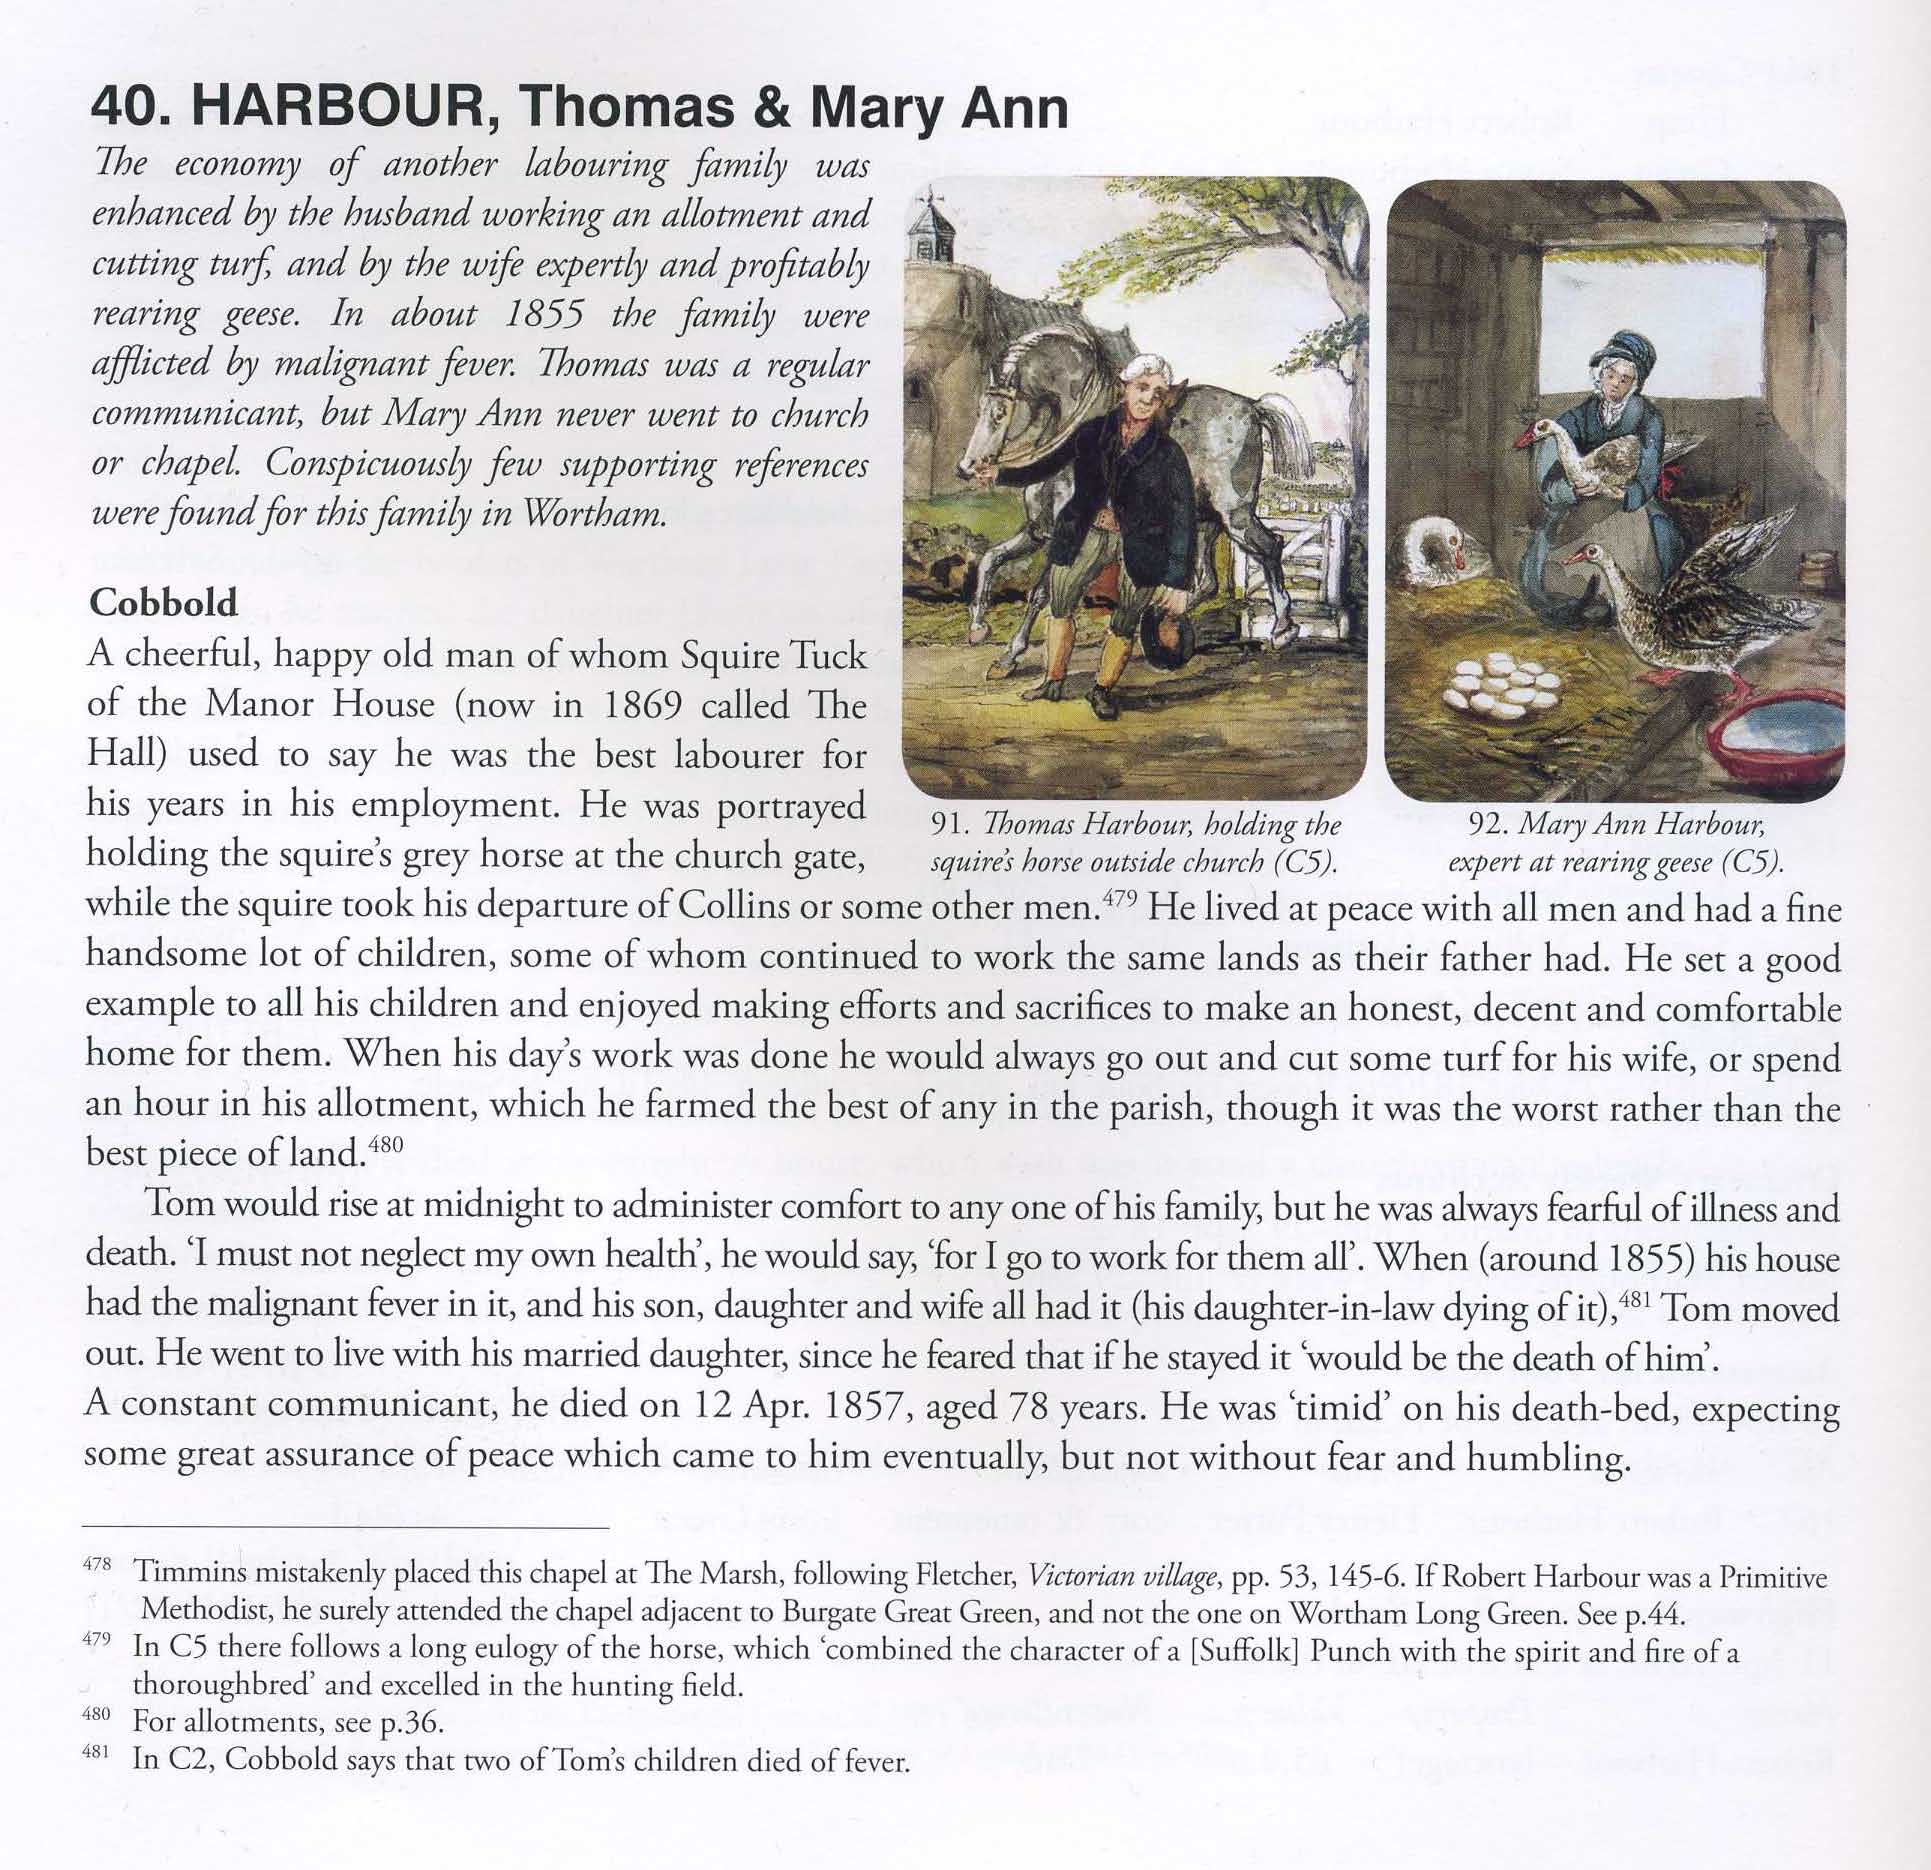 40. HARBOUR, Thomas & Mary Ann
The economy of another labouring family was
enhanced by the husband working an allotment and
cutting turf, and by the wife expertly and profitably
rearing geese. In about 1855 the family were
afflicted by malignant fever. Thomas was a regular
communicant, but Mary Ann never went to church
or chapel. Conspicuously few supporting references
were found for this family in Wortham.
Cobbold
A cheerful, happy old man of whom Squire Tuck
of the Manor House (now in 1869 called The
Hall) used to say he was the best labourer for
his years in his employment. He was portrayed
holding the squire's grey horse at the church gate,
91. Thomas Harbour, holding the
squire's horse outside church (C5).
92. Mary Ann Harbour,
expert at rearing geese (C5).
while the squire took his departure of Collins or some other men.479 He lived at peace with all men and had a fine
handsome lot of children, some of whom continued to work the same lands as their father had. He set a good
example to all his children and enjoyed making efforts and sacrifices to make an honest, decent and comfortable
home for them. When his day's work was done he would always go out and cut some turf for his wife, or spend
an hour in his allotment, which he farmed the best of any in the parish, though it was the worst rather than the
best piece of land.480
Tom would rise at midnight to administer comfort to any one of his family, but he was always fearful of illness and
death. 'I must not neglect my own health', he would say, 'for I go to work for them all'. When (around 1855) his house
had the malignant fever in it, and his son, daughter and wife all had it (his daughter-in-law dying of it),481 Tom moved
out. He went to live with his married daughter, since he feared that if he stayed it 'would be the death of him'.
A constant communicant, he died on 12 Apr. 1857, aged 78 years. He was 'timid' on his death-bed, expecting
some great assurance of peace which came to him eventually, but not without fear and humbling.
478 Timmins mistakenly placed this chapel at The Marsh, following Fletcher, Victorian village, pp. 53, 145-6. If Robert Harbour was a Primitive
Methodist, he surely attended the chapel adjacent to Burgate Great Green, and not the one on Wortham Long Green. See p.44.
479 In C5 there follows a long eulogy of the horse, which 'combined the character of a [Suffolk] Punch with the spirit and fire of a
thoroughbred' and excelled in the hunting field.
480 For allotments, see p.36.
481 In C2, Cobbold says that two of Tom's children died of fever.